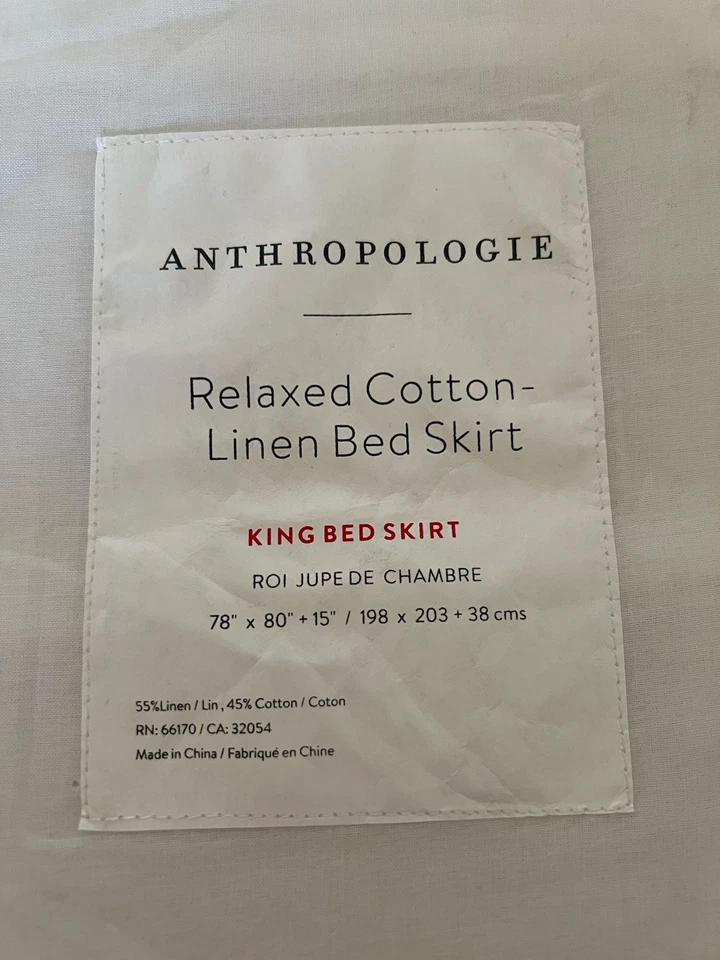 ANTHROPOLOGIE
Relaxed Cotton-
Linen Bed Skirt
KING BED SKIRT
ROI JUPE DE CHAMBRE
78" x 80" + 15" / 198 x 203 + 38 cms
55%Linen / Lin, 45% Cotton / Coton
RN: 66170 / CA: 32054
Made in China / Fabriqué en Chine